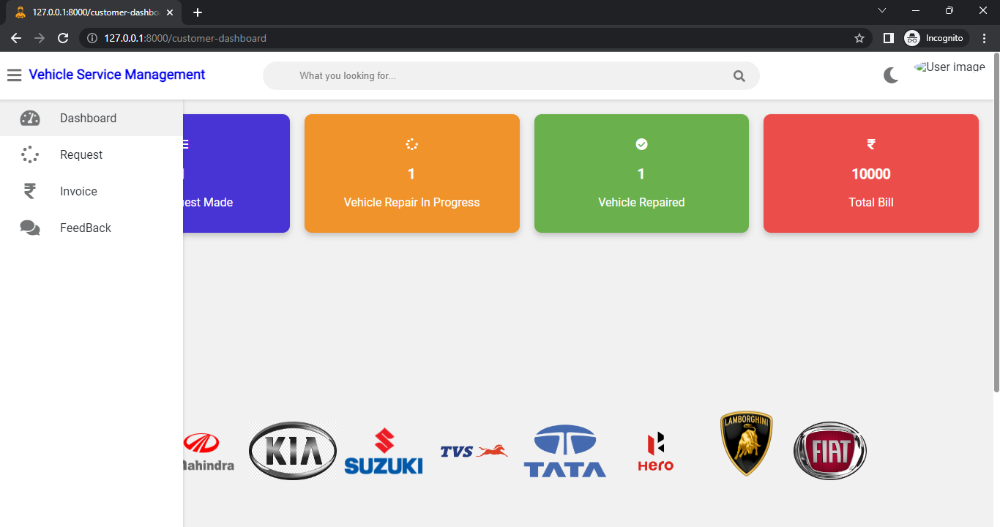 127.0.0.1:8000/customer-dashbo
127.0.0.1:8000/customer-dashboard
Incognito
Vehicle Service Management
What you looking for...
User image
Dashboard
Request
Invoice
FeedBack
uest Made
1
Vehicle Repair In Progress
1
Vehicle Repaired
₹
10000
Total Bill
₹
ahindra
KIA
SUZUKI
TVS
TATA
Hero
LAMBORGHINI
FIAT